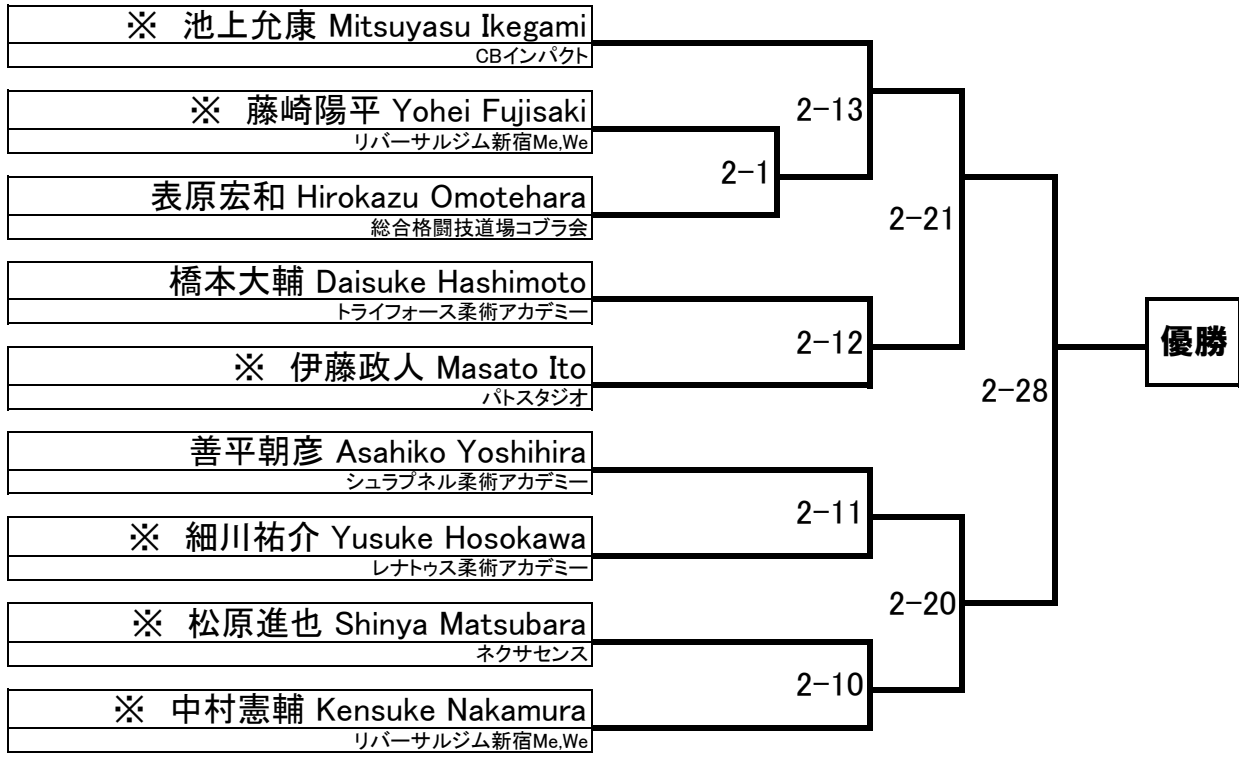 ※ 池上允康 Mitsuyasu Ikegami
CBインパクト
※ 藤崎陽平 Yohei Fujisaki
リバーサルジム新宿Me,We
表原宏和 Hirokazu Omotehara
総合格闘技道場コブラ会
橋本大輔 Daisuke Hashimoto
トライフォース柔術アカデミー
※ 伊藤政人 Masato Ito
パトスタジオ
善平朝彦 Asahiko Yoshihira
シュラプネル柔術アカデミー
※ 細川祐介 Yusuke Hosokawa
レナトゥス柔術アカデミー
※ 松原進也 Shinya Matsubara
ネクサセンス
※ 中村憲輔 Kensuke Nakamura
リバーサルジム新宿Me,We
2-1
2-13
2-12
2-11
2-10
2-21
2-20
2-28
優勝